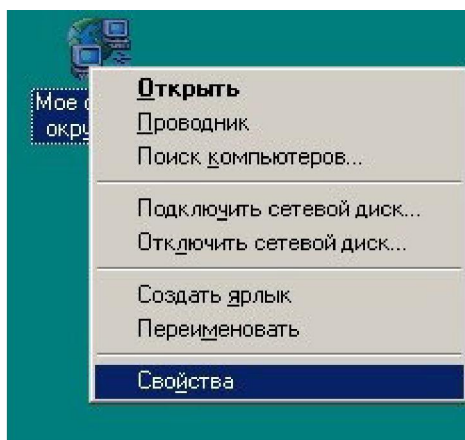 Мое
окру
Открыть
Проводник
Поиск компьютеров...
Подключить сетевой диск...
Отключить сетевой диск...
Создать ярлык
Переименовать
Свойства